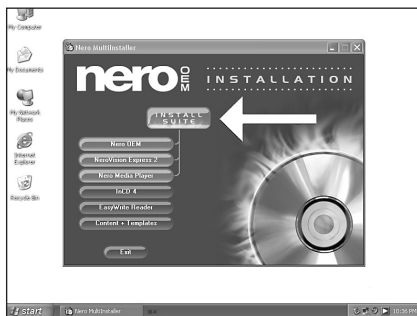 My Computer
My Documents
My Network
Places
Internet
Explorer
Recycle Bin
Nero MultiInstaller
nero OEM
INSTALLATION
INSTALL
SUITE
Nero OEM
NeroVision Express 2
Nero Media Player
InCD 4
EasyWrite Reader
Content + Templates
Exit
start
Nero MultiInstaller
10:36 PM